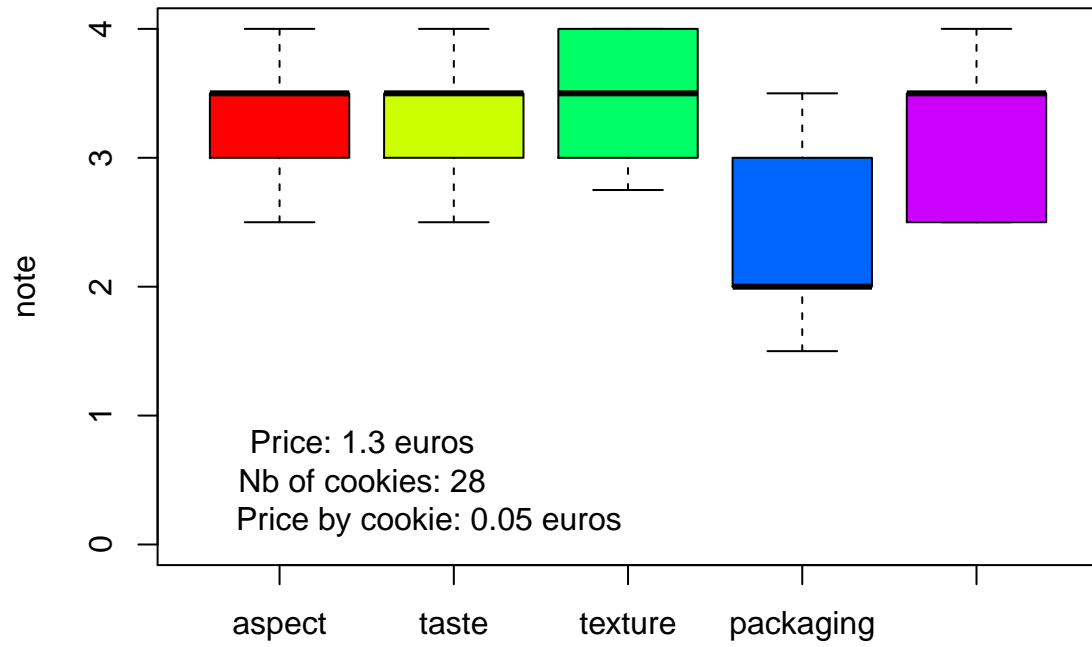 4
3
2
1
0
note
Price: 1.3 euros
Nb of cookies: 28
Price by cookie: 0.05 euros
aspect taste texture packaging